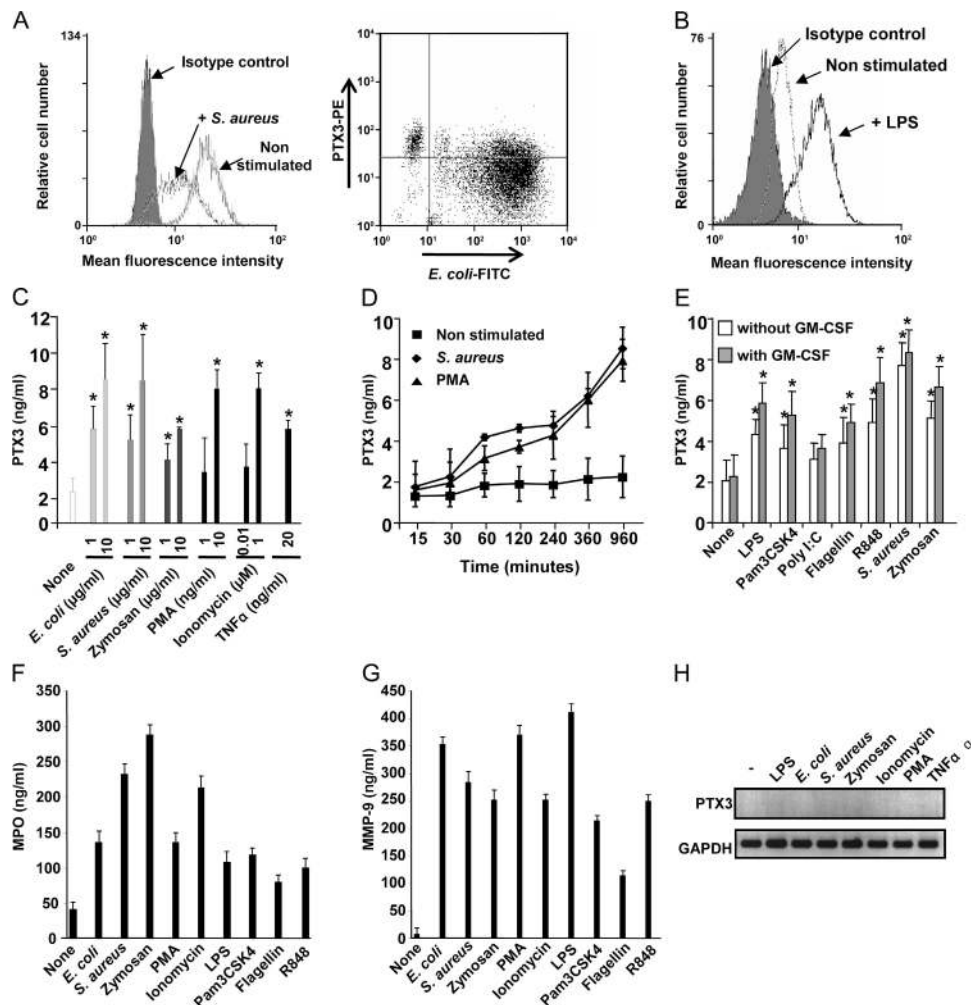 A
134
Relative cell number
0
Isotype control
+ S. aureus
Non
stimulated
10⁰ 10¹ 10²
Mean fluorescence intensity
PTX3-PE
10⁴
10³
10²
10¹
10⁰
10⁰ 10¹ 10² 10³ 10⁴
E. coli-FITC
B
76
Relative cell number
0
Isotype control
Non stimulated
+ LPS
10⁰ 10¹ 10²
Mean fluorescence intensity
C
PTX3 (ng/ml)
12
10
8
6
4
2
0
* * * * * * * * *
1 10 1 10 1 10 1 10 0.01 1 20
None
E. coli (µg/ml)
S. aureus (µg/ml)
Zymosan (µg/ml)
PMA (ng/ml)
Ionomycin (µM)
TNFα (ng/ml)
D
PTX3 (ng/ml)
10
8
6
4
2
0
Non stimulated
S. aureus
PMA
15 30 60 120 240 360 960
Time (minutes)
E
PTX3 (ng/ml)
10
8
6
4
2
0
without GM-CSF
with GM-CSF
* * * * * * * * * * * *
None
LPS
Pam3CSK4
Poly I:C
Flagellin
R848
S. aureus
Zymosan
F
MPO (ng/ml)
350
300
250
200
150
100
50
0
None
E. coli
S. aureus
Zymosan
PMA
Ionomycin
LPS
Pam3CSK4
Flagellin
R848
G
MMP-9 (ng/ml)
450
400
350
300
250
200
150
100
50
0
None
E. coli
S. aureus
Zymosan
PMA
Ionomycin
LPS
Pam3CSK4
Flagellin
R848
H
-
LPS
E. coli
S. aureus
Zymosan
Ionomycin
PMA
TNFα α
PTX3
GAPDH